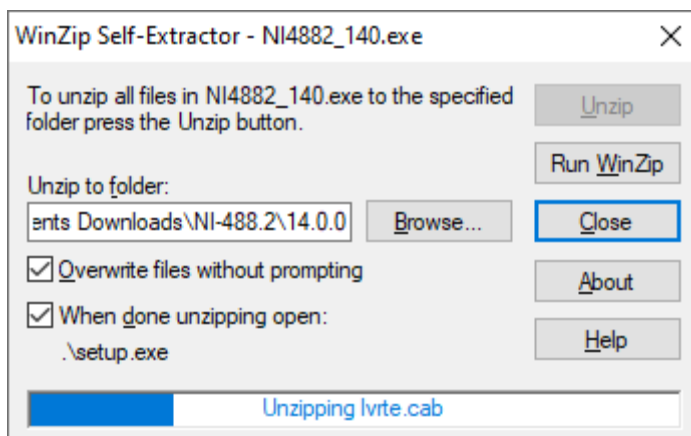 WinZip Self-Extractor - NI4882_140.exe
To unzip all files in NI4882_140.exe to the specified
folder press the Unzip button.
Unzip
Run WinZip
Unzip to folder:
ents Downloads\NI-488.2\14.0.0
Browse...
Close
Overwrite files without prompting
About
When done unzipping open:
.\setup.exe
Help
Unzipping lvrte.cab